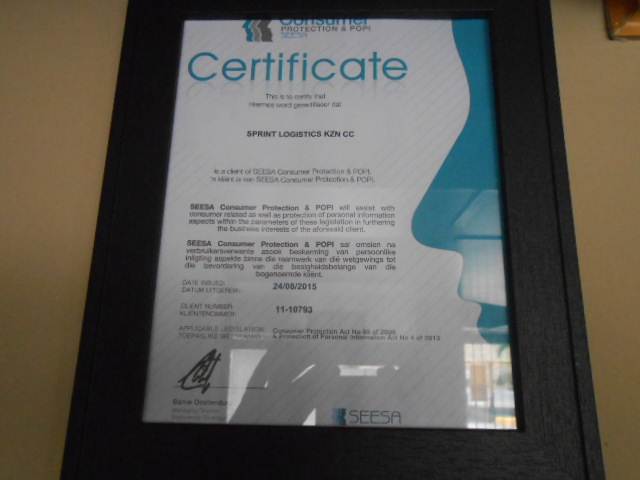 Consumer
PROTECTION & POPI
SEESA
Certificate
This is to certify that
Hiermee word gesertifiseer dat
SPRINT LOGISTICS KZN CC
is a client of SEESA Consumer Protection & POPI.
'n kliënt is van SEESA Consumer Protection & POPI.
SEESA Consumer Protection & POPI will assist with
consumer related as well as protection of personal information
aspects within the parameters of these legislation in furthering
the business interests of the aforesaid client.
SEESA Consumer Protection & POPI sal omsien na
verbruikersverwante asook beskerming van persoonlike
inligting aspekte binne die raamwerk van die wetgewings tot
die bevordering van die besigheidsbelange van die
bogenoemde kliënt.
DATE ISSUED:
DATUM UITGEREIK: 24/08/2015
CLIENT NUMBER:
KLIËNTENOMMER: 11-10793
APPLICABLE LEGISLATION: Consumer Protection Act No 68 of 2008
& Protection of Personal Information Act No 4 of 2013
Managing Director
SEESA